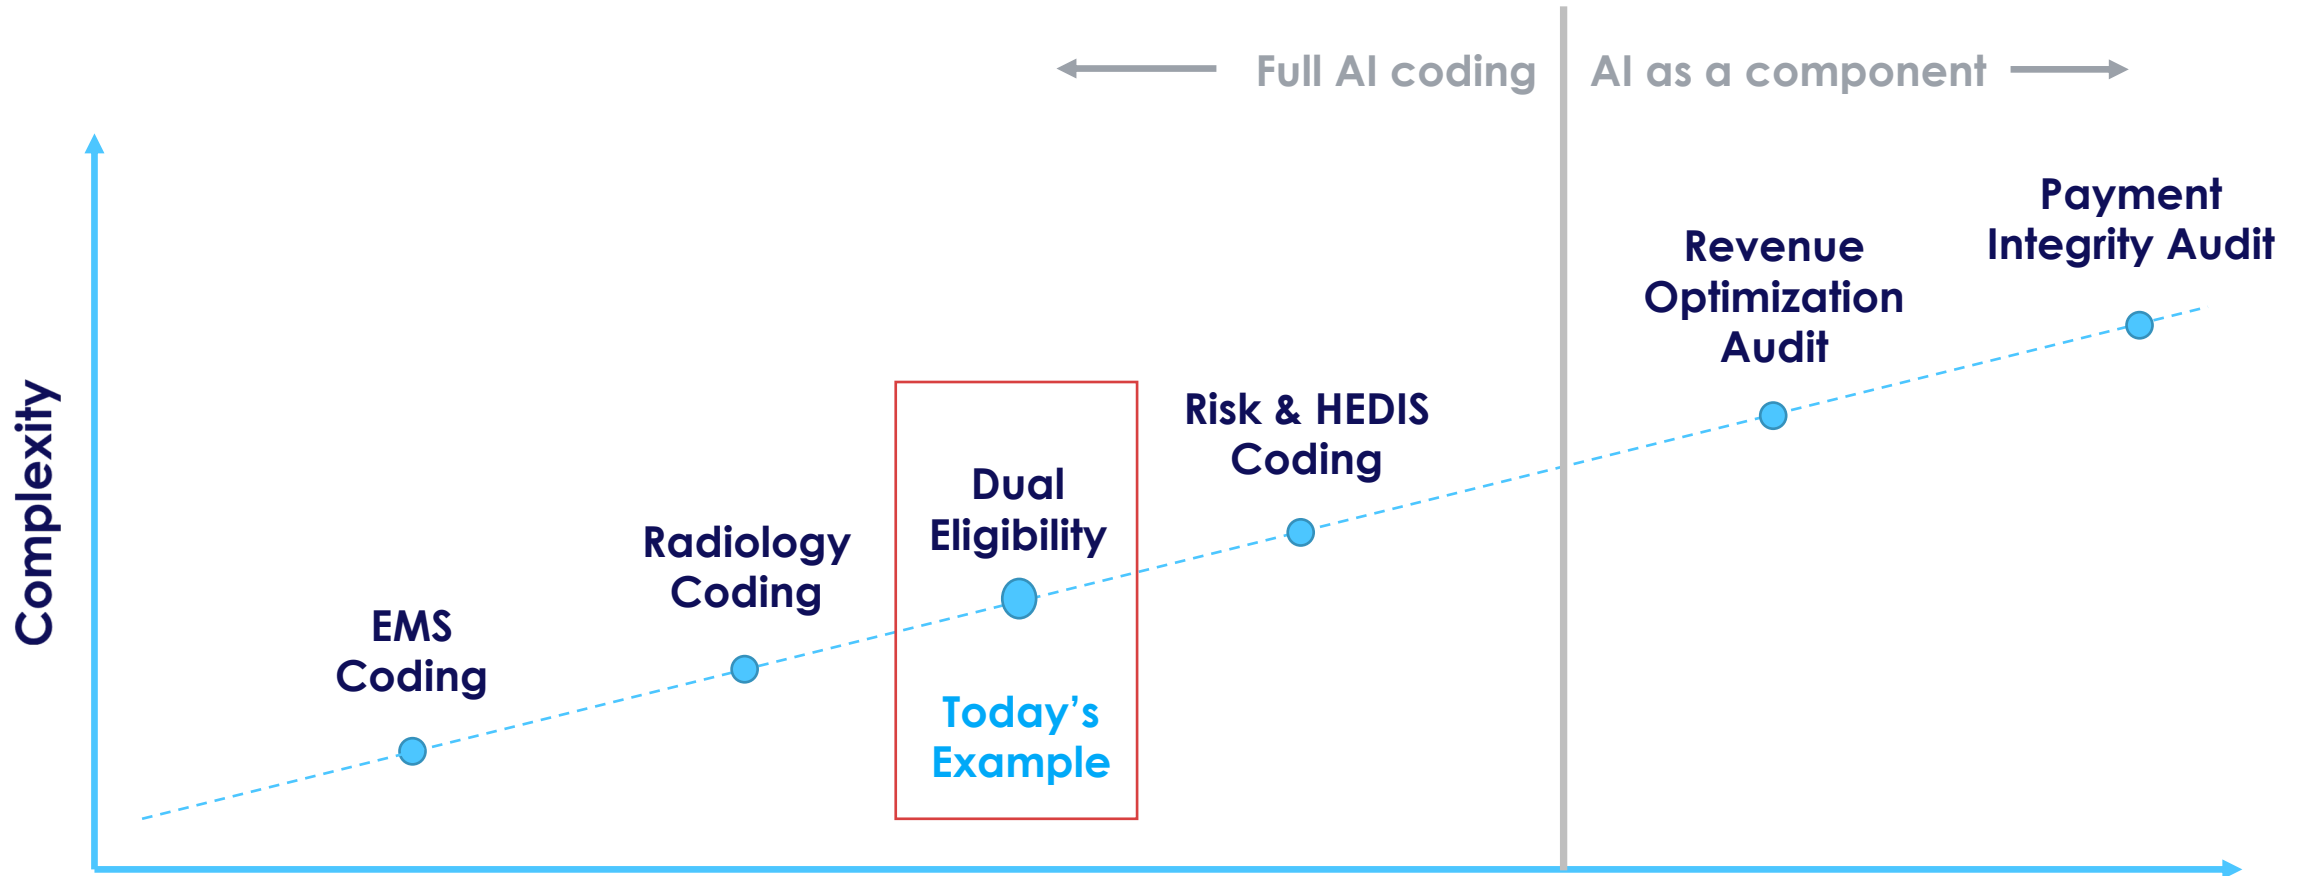 Full AI coding
AI as a component
Complexity
EMS
Coding
Radiology
Coding
Dual
Eligibility
Today’s
Example
Risk & HEDIS
Coding
Revenue
Optimization
Audit
Payment
Integrity Audit